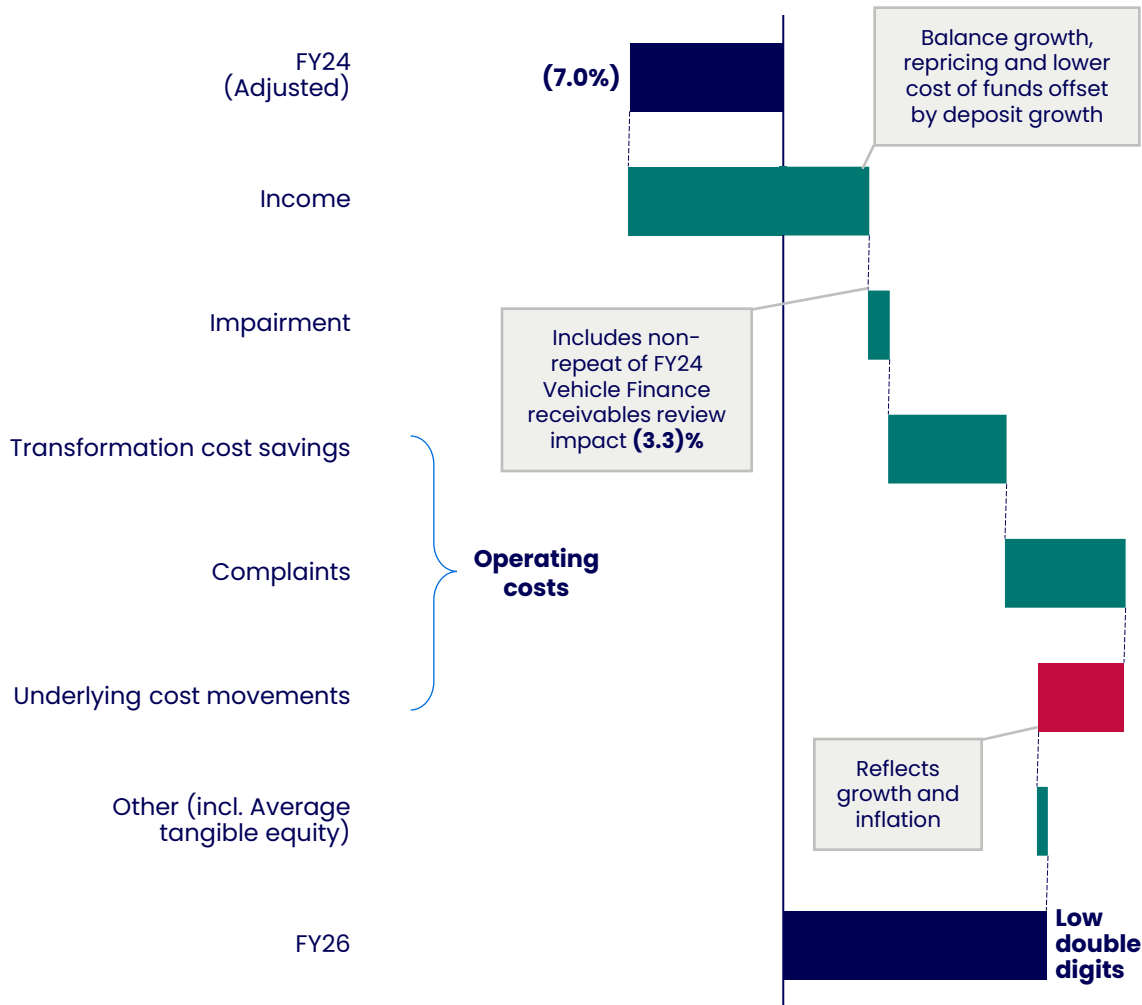 FY24
(Adjusted)
(7.0%)
Balance growth,
repricing and lower
cost of funds offset
by deposit growth
Income
Impairment
Includes non-
repeat of FY24
Vehicle Finance
receivables review
impact (3.3)%
Transformation cost savings
Complaints
Operating
costs
Underlying cost movements
Reflects
growth and
inflation
Other (incl. Average
tangible equity)
FY26
Low
double
digits